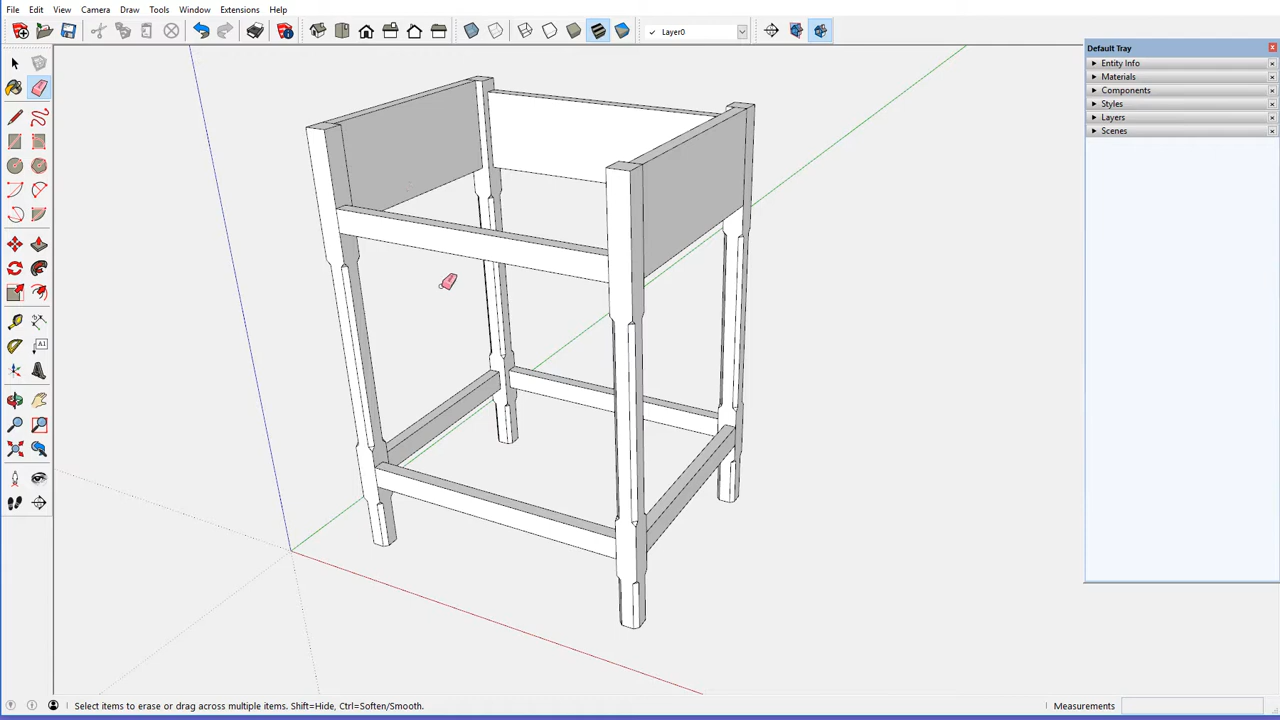 File Edit View Camera Draw Tools Window Extensions Help
✓ Layer0
Default Tray
Entity Info
Materials
Components
Styles
Layers
Scenes
A1
Select items to erase or drag across multiple items. Shift=Hide, Ctrl=Soften/Smooth.
Measurements